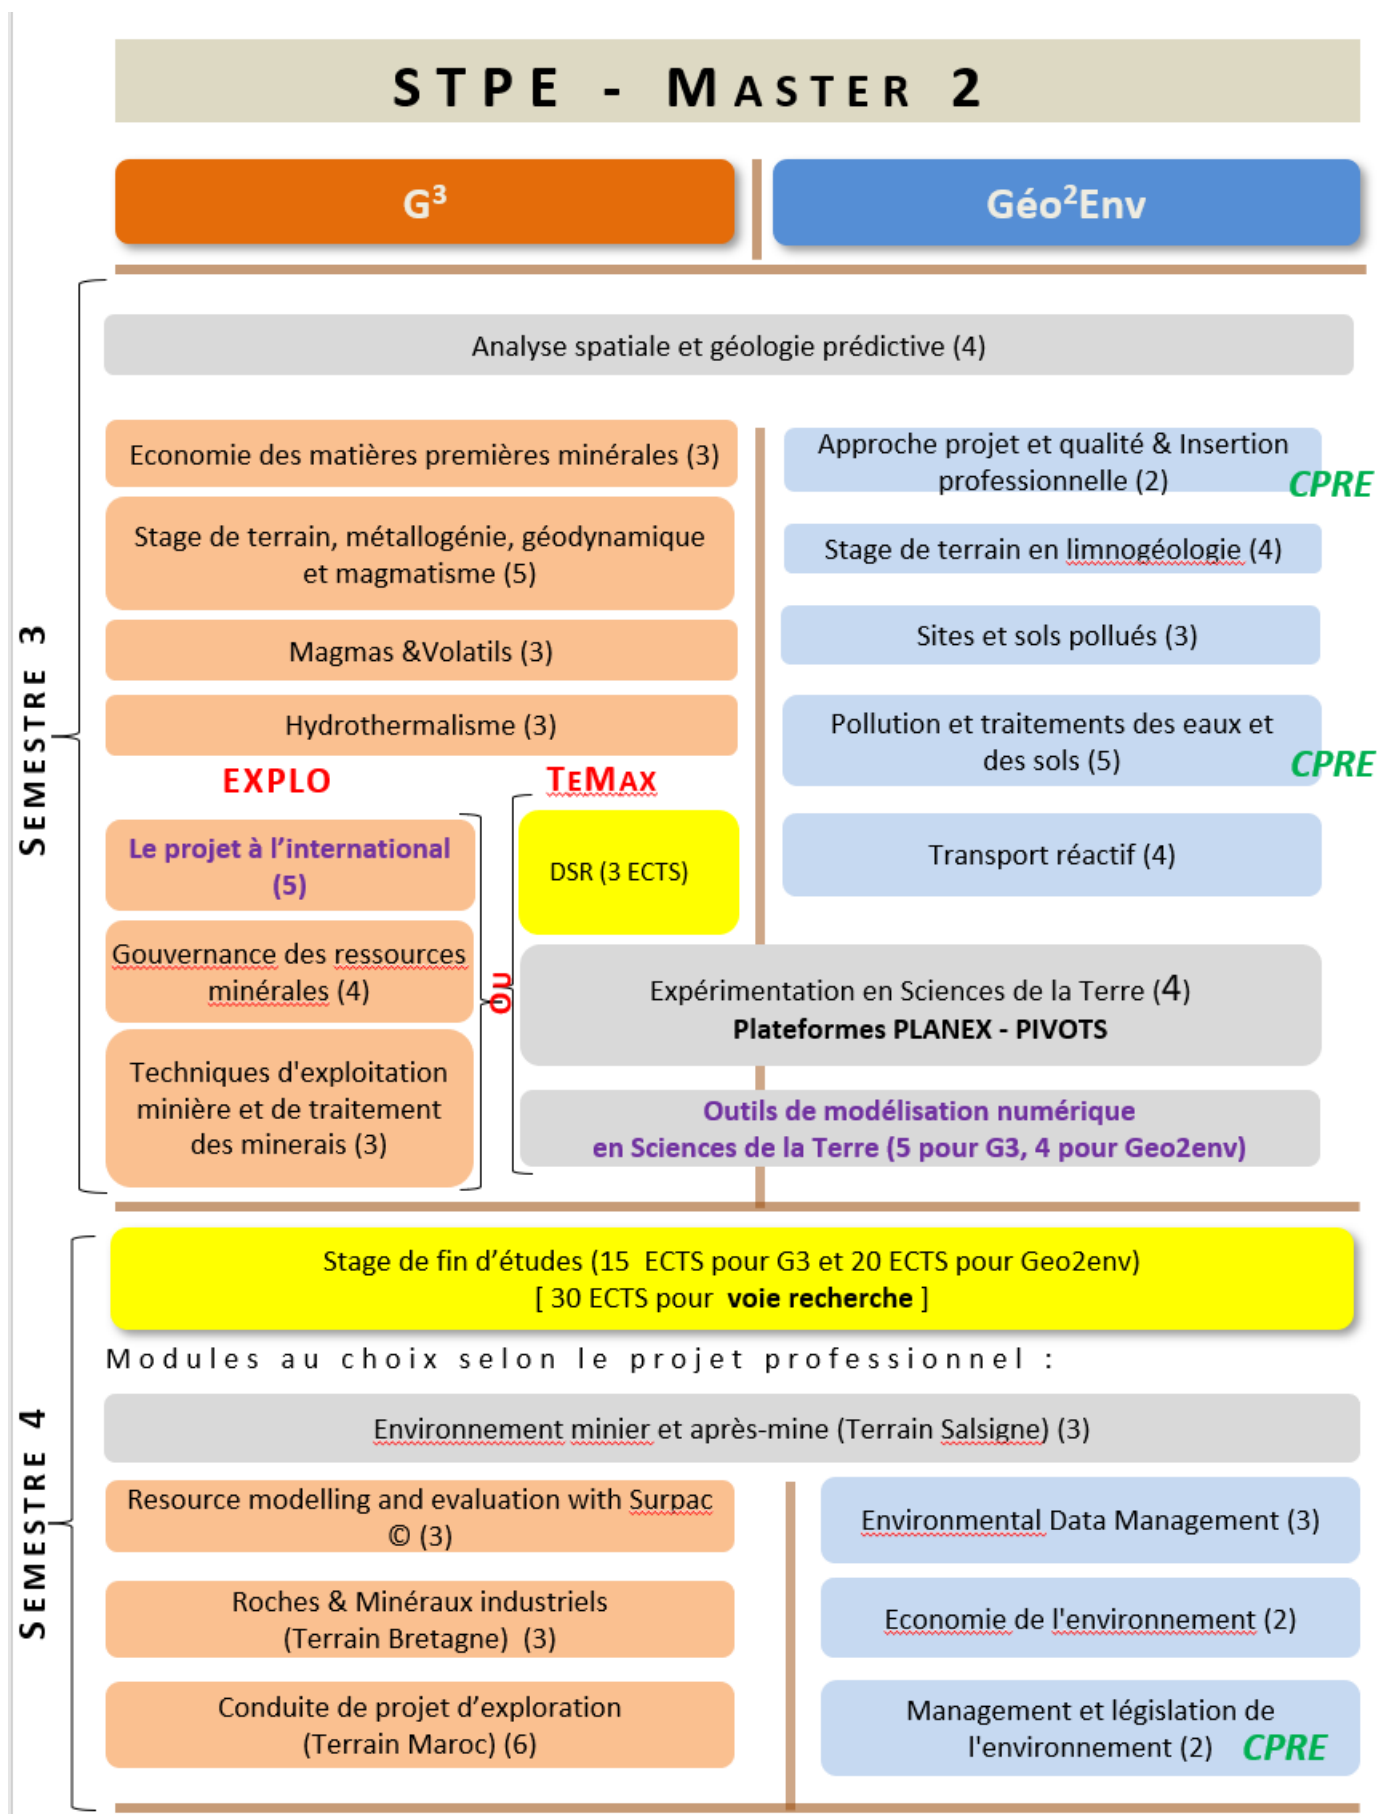 STPE - MASTER 2
G³
Géo²Env
SEMESTRE 3
Analyse spatiale et géologie prédictive (4)
Economie des matières premières minérales (3)
Stage de terrain, métallogénie, géodynamique
et magmatisme (5)
Magmas &Volatils (3)
Hydrothermalisme (3)
Approche projet et qualité & Insertion
professionnelle (2)
CPRE
Stage de terrain en limnogéologie (4)
Sites et sols pollués (3)
Pollution et traitements des eaux et
des sols (5)
CPRE
Transport réactif (4)
EXPLO
Le projet à l’international
(5)
Gouvernance des ressources
minérales (4)
Techniques d'exploitation
minière et de traitement
des minerais (3)
OU
TEMAX
DSR (3 ECTS)
Expérimentation en Sciences de la Terre (4)
Plateformes PLANEX - PIVOTS
Outils de modélisation numérique
en Sciences de la Terre (5 pour G3, 4 pour Geo2env)
SEMESTRE 4
Stage de fin d’études (15 ECTS pour G3 et 20 ECTS pour Geo2env)
[ 30 ECTS pour voie recherche ]
Modules au choix selon le projet professionnel :
Environnement minier et après-mine (Terrain Salsigne) (3)
Resource modelling and evaluation with Surpac
© (3)
Roches & Minéraux industriels
(Terrain Bretagne) (3)
Conduite de projet d’exploration
(Terrain Maroc) (6)
Environmental Data Management (3)
Economie de l'environnement (2)
Management et législation de
l'environnement (2) CPRE